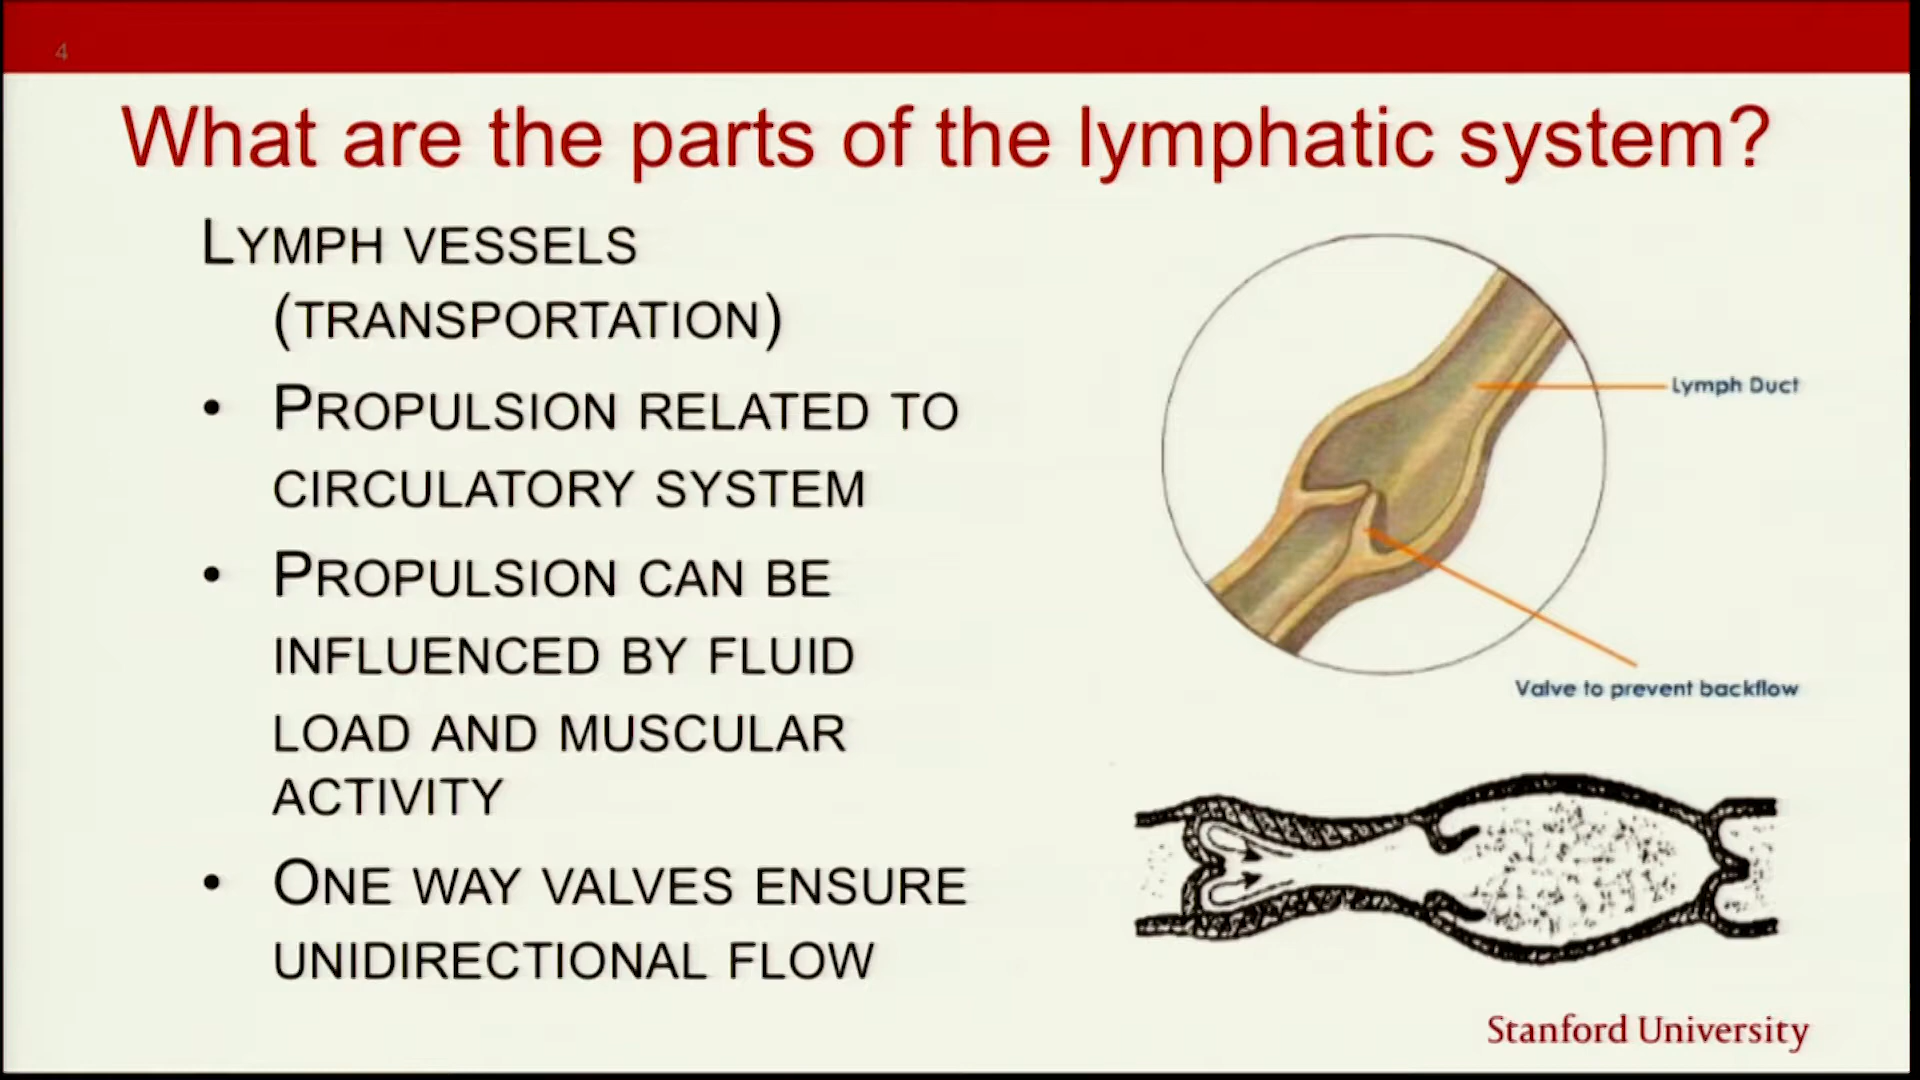 4
What are the parts of the lymphatic system?
LYMPH VESSELS
(TRANSPORTATION)
• PROPULSION RELATED TO
CIRCULATORY SYSTEM
• PROPULSION CAN BE
INFLUENCED BY FLUID
LOAD AND MUSCULAR
ACTIVITY
• ONE WAY VALVES ENSURE
UNIDIRECTIONAL FLOW
Lymph Duct
Valve to prevent backflow
Stanford University